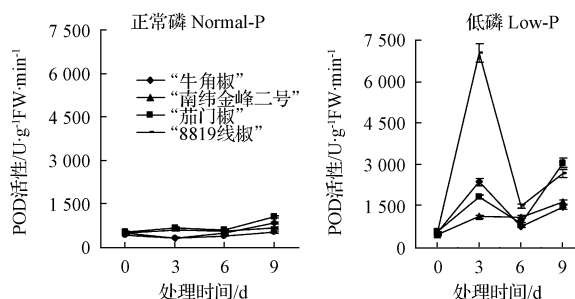 正常磷 Normal-P
POD活性/U·g⁻¹FW·min⁻¹
7 500
6 000
4 500
3 000
1 500
0
“牛角椒”
“南纬金峰二号”
“茄门椒”
“8819线椒”
0 3 6 9
处理时间/d
低磷 Low-P
POD活性/U·g⁻¹FW·min⁻¹
7 500
6 000
4 500
3 000
1 500
0
0 3 6 9
处理时间/d